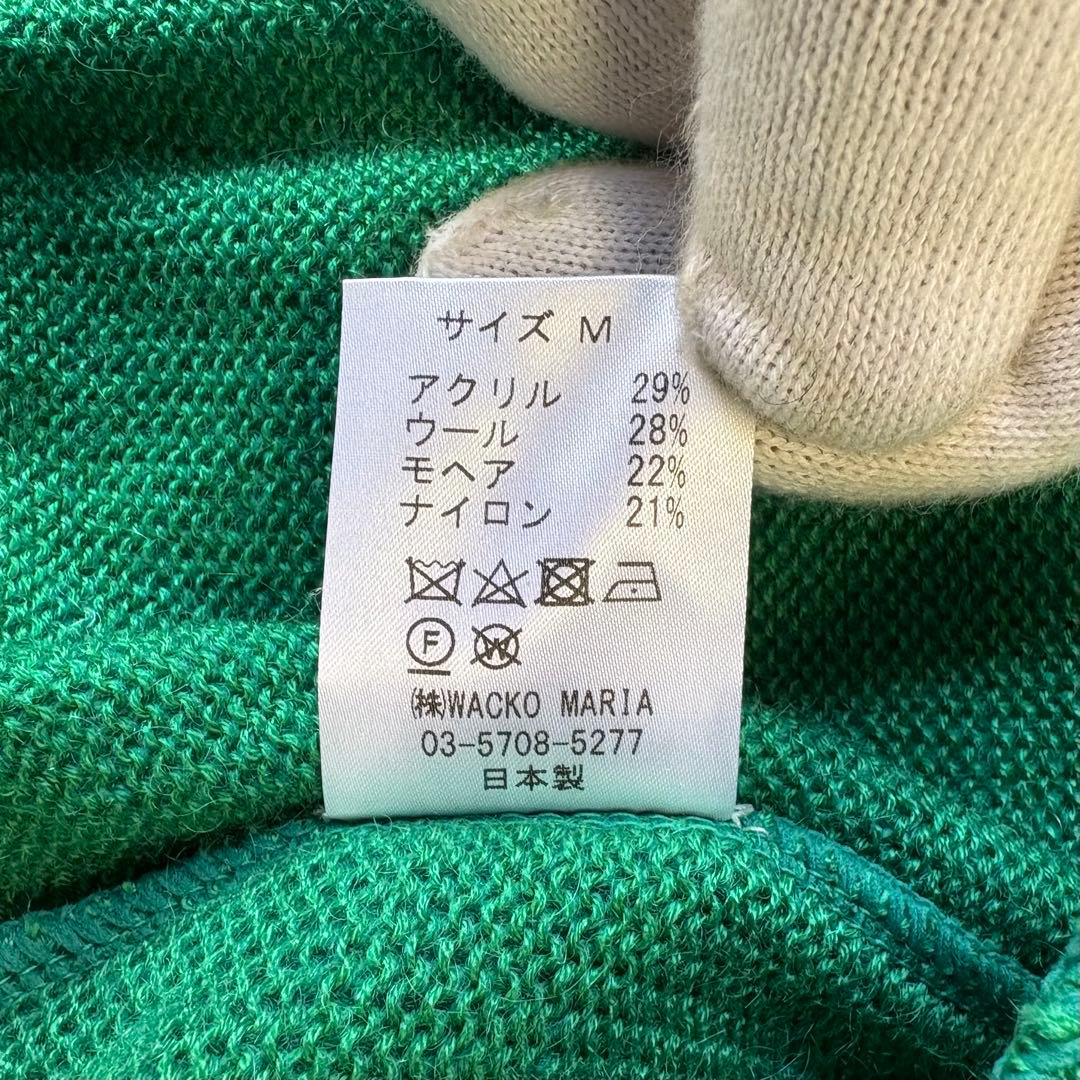 サイズ M
アクリル 29%
ウール 28%
モヘア 22%
ナイロン 21%
F W
㈱WACKO MARIA
03-5708-5277
日本製